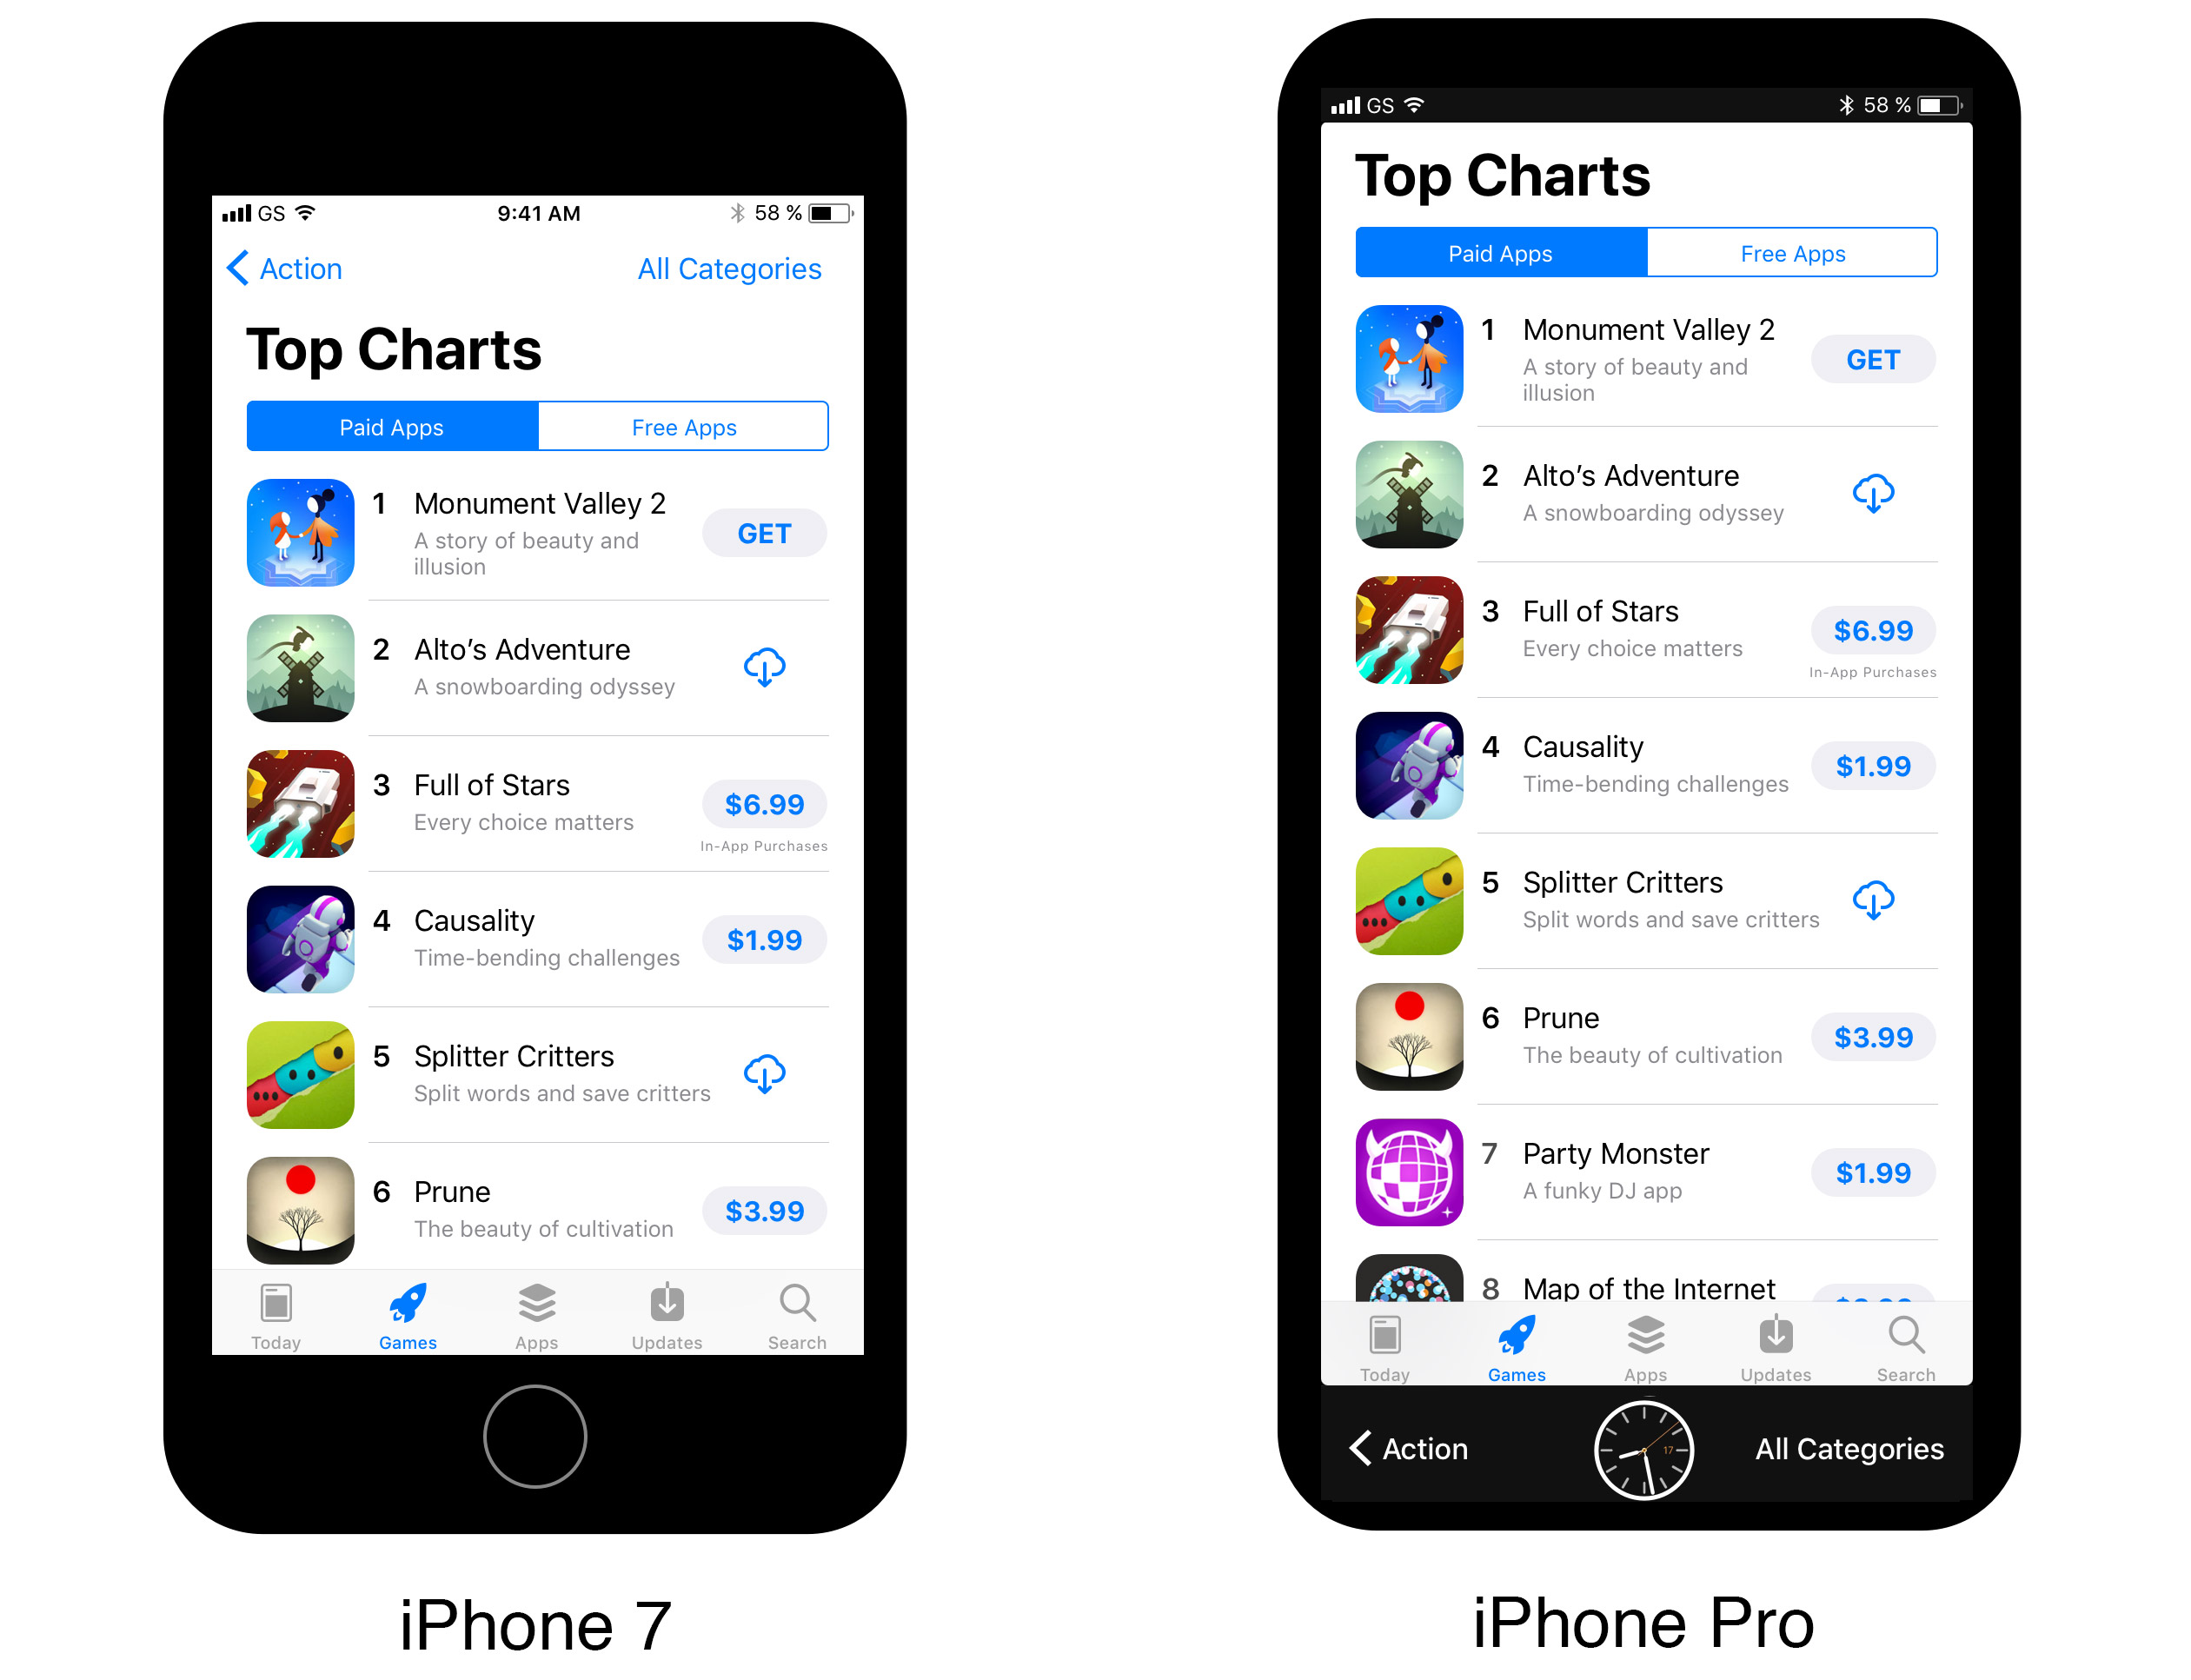 GS 9:41 AM 58 %
Action All Categories
Top Charts
Paid Apps Free Apps
1 Monument Valley 2
A story of beauty and
illusion
GET
2 Alto’s Adventure
A snowboarding odyssey
3 Full of Stars
Every choice matters
$6.99
In-App Purchases
4 Causality
Time-bending challenges
$1.99
5 Splitter Critters
Split words and save critters
6 Prune
The beauty of cultivation
$3.99
Today Games Apps Updates Search
iPhone 7
GS 58 %
Top Charts
Paid Apps Free Apps
1 Monument Valley 2
A story of beauty and
illusion
GET
2 Alto’s Adventure
A snowboarding odyssey
3 Full of Stars
Every choice matters
$6.99
In-App Purchases
4 Causality
Time-bending challenges
$1.99
5 Splitter Critters
Split words and save critters
6 Prune
The beauty of cultivation
$3.99
7 Party Monster
A funky DJ app
$1.99
8 Map of the Internet
Today Games Apps Updates Search
Action 17 All Categories
iPhone Pro